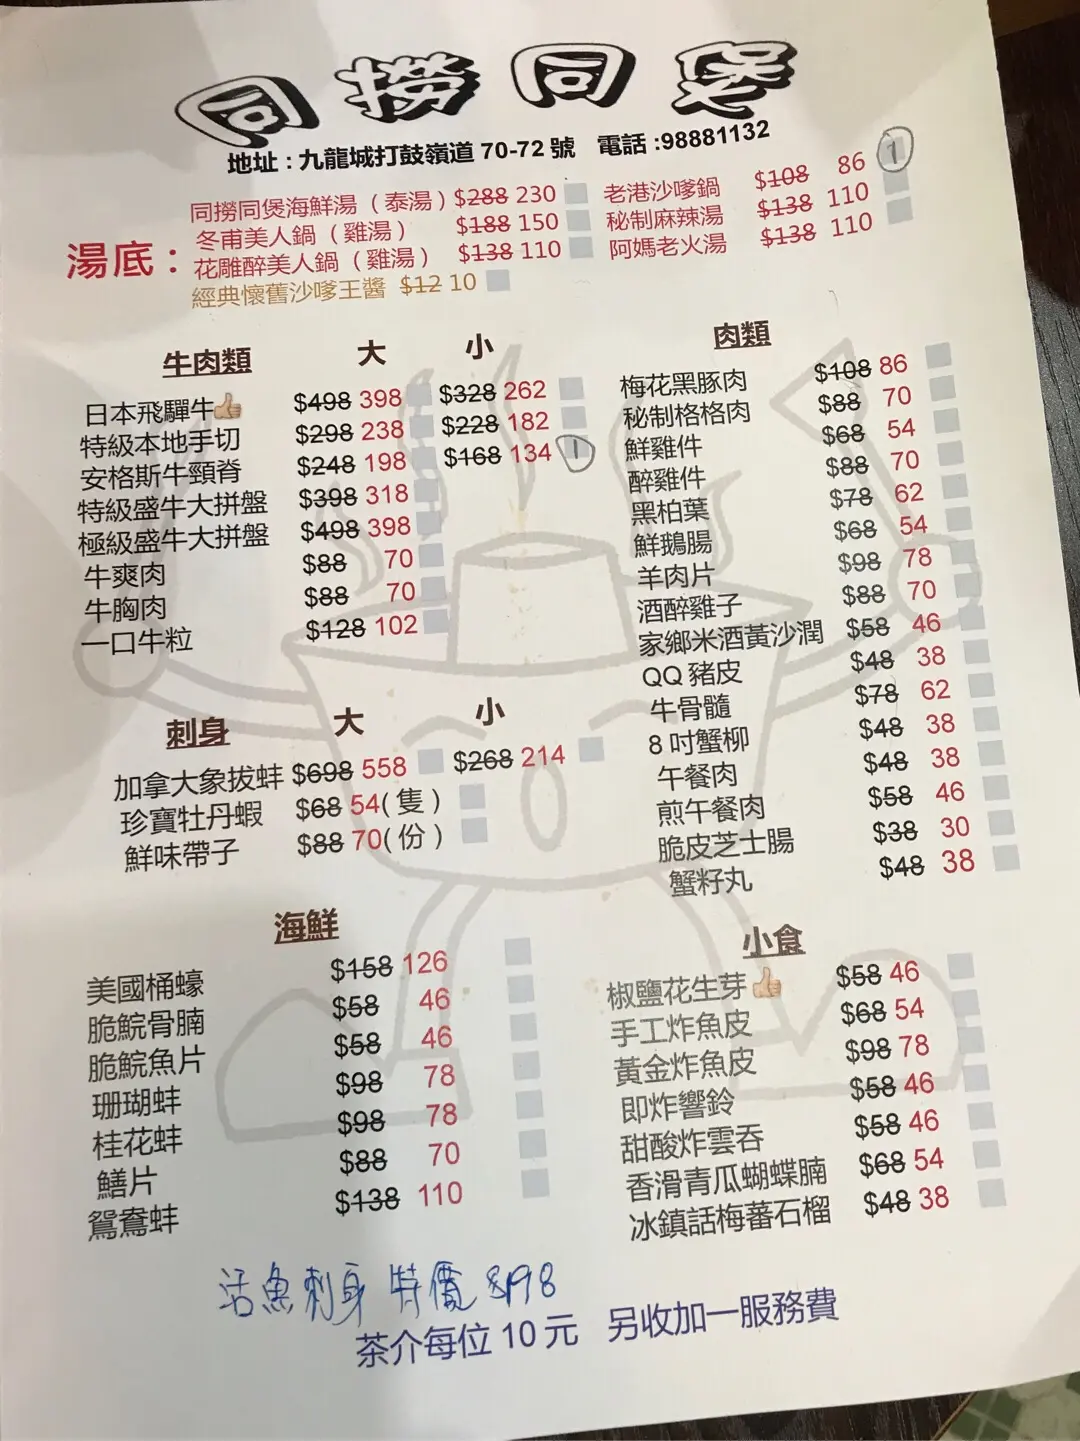 同撈同煲
地址 : 九龍城打鼓嶺道 70-72 號 電話 :98881132
湯底：
同撈同煲海鮮湯（泰湯）$288 230
冬甫美人鍋（雞湯） $188 150
花雕醉美人鍋（雞湯） $138 110
經典懷舊沙嗲王醬 $12 10
老港沙嗲鍋 $108 86 1
秘制麻辣湯 $138 110
阿媽老火湯 $138 110
牛肉類 大 小
日本飛驒牛👍 $498 398 $328 262
特級本地手切 $298 238 $228 182
安格斯牛頸脊 $248 198 $168 134 1
特級盛牛大拼盤 $398 318
極級盛牛大拼盤 $498 398
牛爽肉 $88 70
牛胸肉 $88 70
一口牛粒 $128 102
刺身 大 小
加拿大象拔蚌 $698 558 $268 214
珍寶牡丹蝦 $68 54( 隻 )
鮮味帶子 $88 70( 份 )
海鮮
美國桶蠔 $158 126
脆鯇骨腩 $58 46
脆鯇魚片 $58 46
珊瑚蚌 $98 78
桂花蚌 $98 78
鱔片 $88 70
鴛鴦蚌 $138 110
肉類
梅花黑豚肉 $108 86
秘制格格肉 $88 70
鮮雞件 $68 54
醉雞件 $88 70
黑柏葉 $78 62
鮮鵝腸 $68 54
羊肉片 $98 78
酒醉雞子 $88 70
家鄉米酒黃沙潤 $58 46
QQ 豬皮 $48 38
牛骨髓 $78 62
8 吋蟹柳 $48 38
午餐肉 $48 38
煎午餐肉 $58 46
脆皮芝士腸 $38 30
蟹籽丸 $48 38
小食
椒鹽花生芽👍 $58 46
手工炸魚皮 $68 54
黃金炸魚皮 $98 78
即炸響鈴 $58 46
甜酸炸雲吞 $58 46
香滑青瓜蝴蝶腩 $68 54
冰鎮話梅蕃石榴 $48 38
活魚刺身 特價 $198
茶介每位 10 元 另收加一服務費